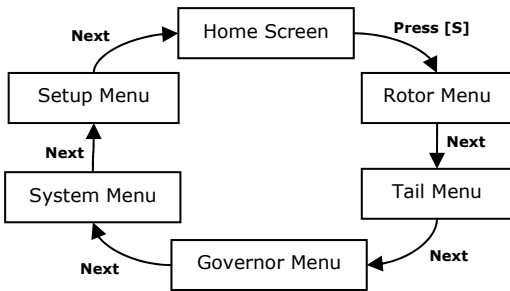 Home Screen
Next
Press [S]
Setup Menu
Rotor Menu
Next
Next
System Menu
Tail Menu
Next
Governor Menu
Next